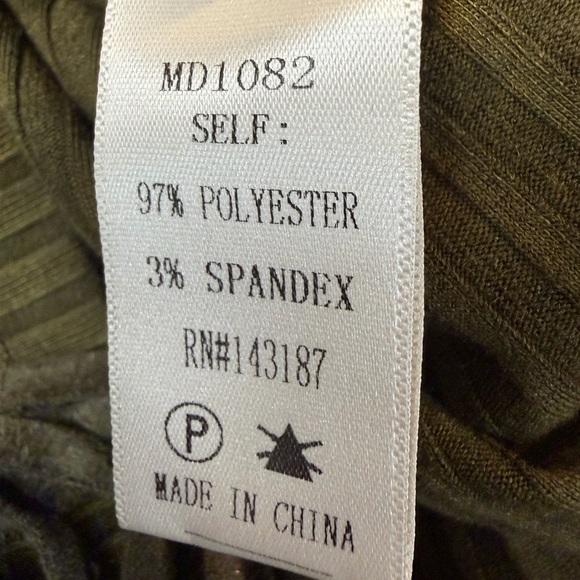 MD1082
SELF:
97% POLYESTER
3% SPANDEX
RN#143187
P
MADE IN CHINA